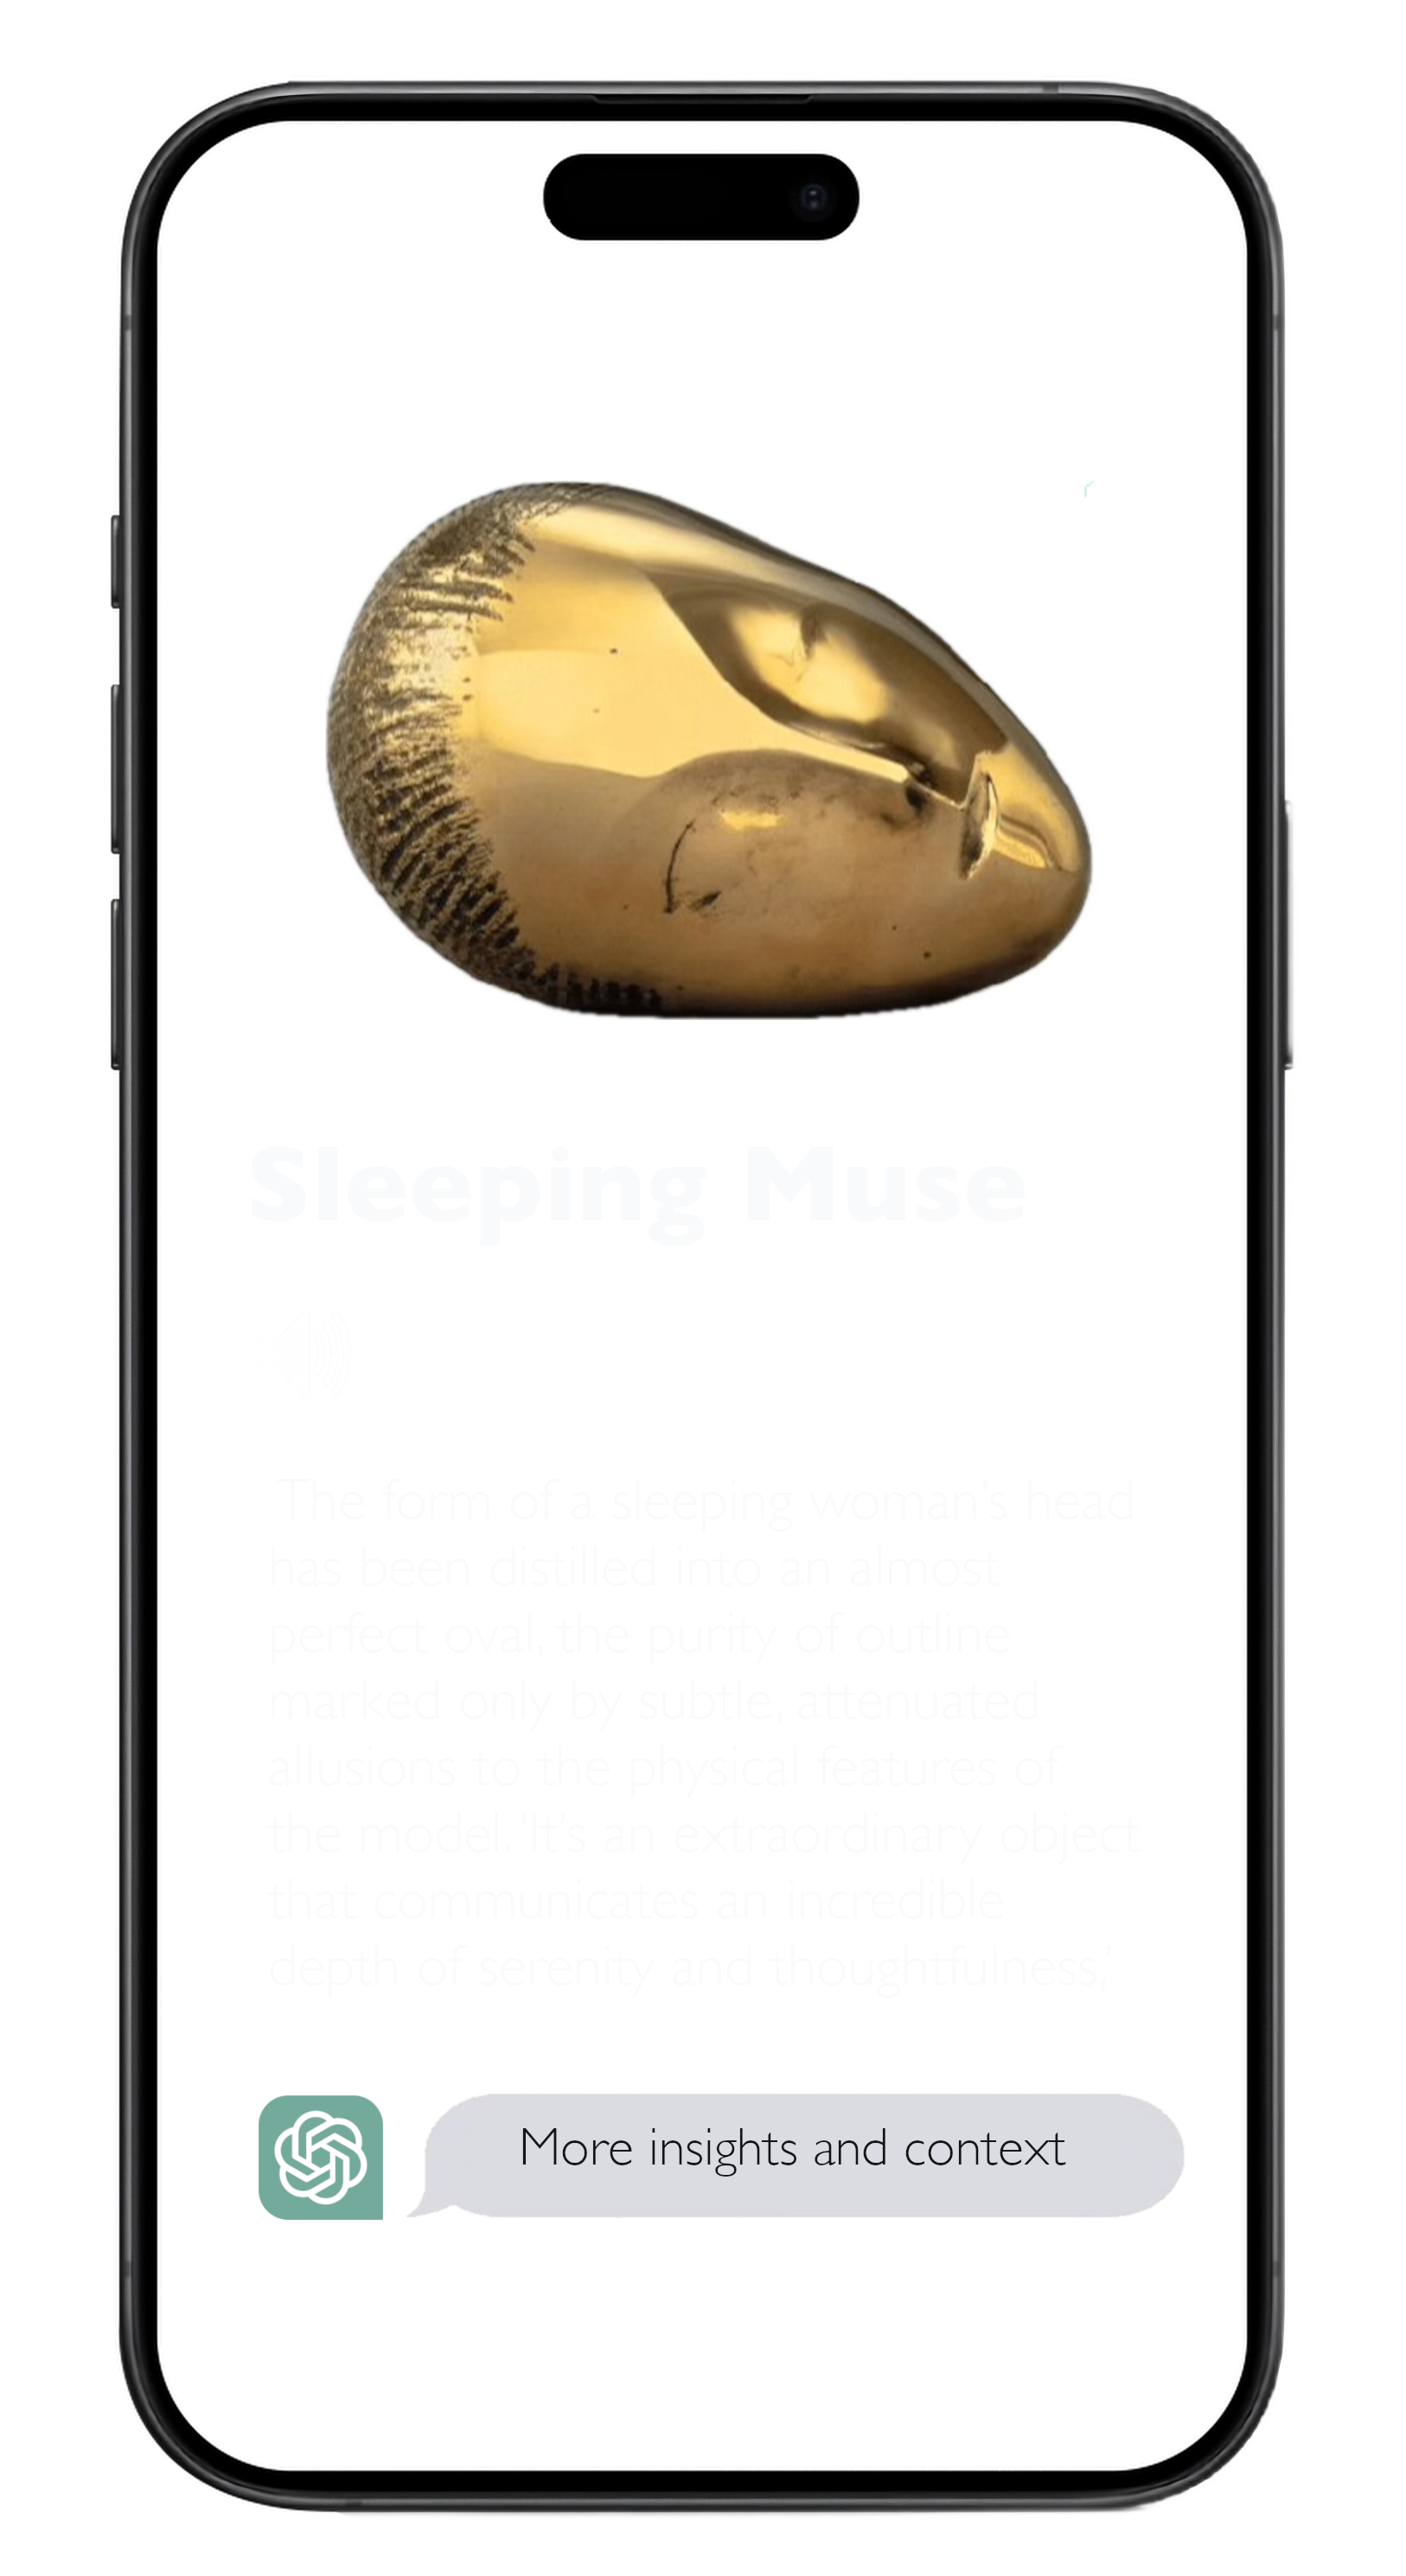 Sleeping Muse
The form of a sleeping woman's head
has been distilled into an almost
perfect oval, the purity of outline
marked only by subtle, attenuated
allusions to the physical features of
the model. 'It's an extraordinary object
that communicates an incredible
depth of serenity and thoughtfulness,'
More insights and context